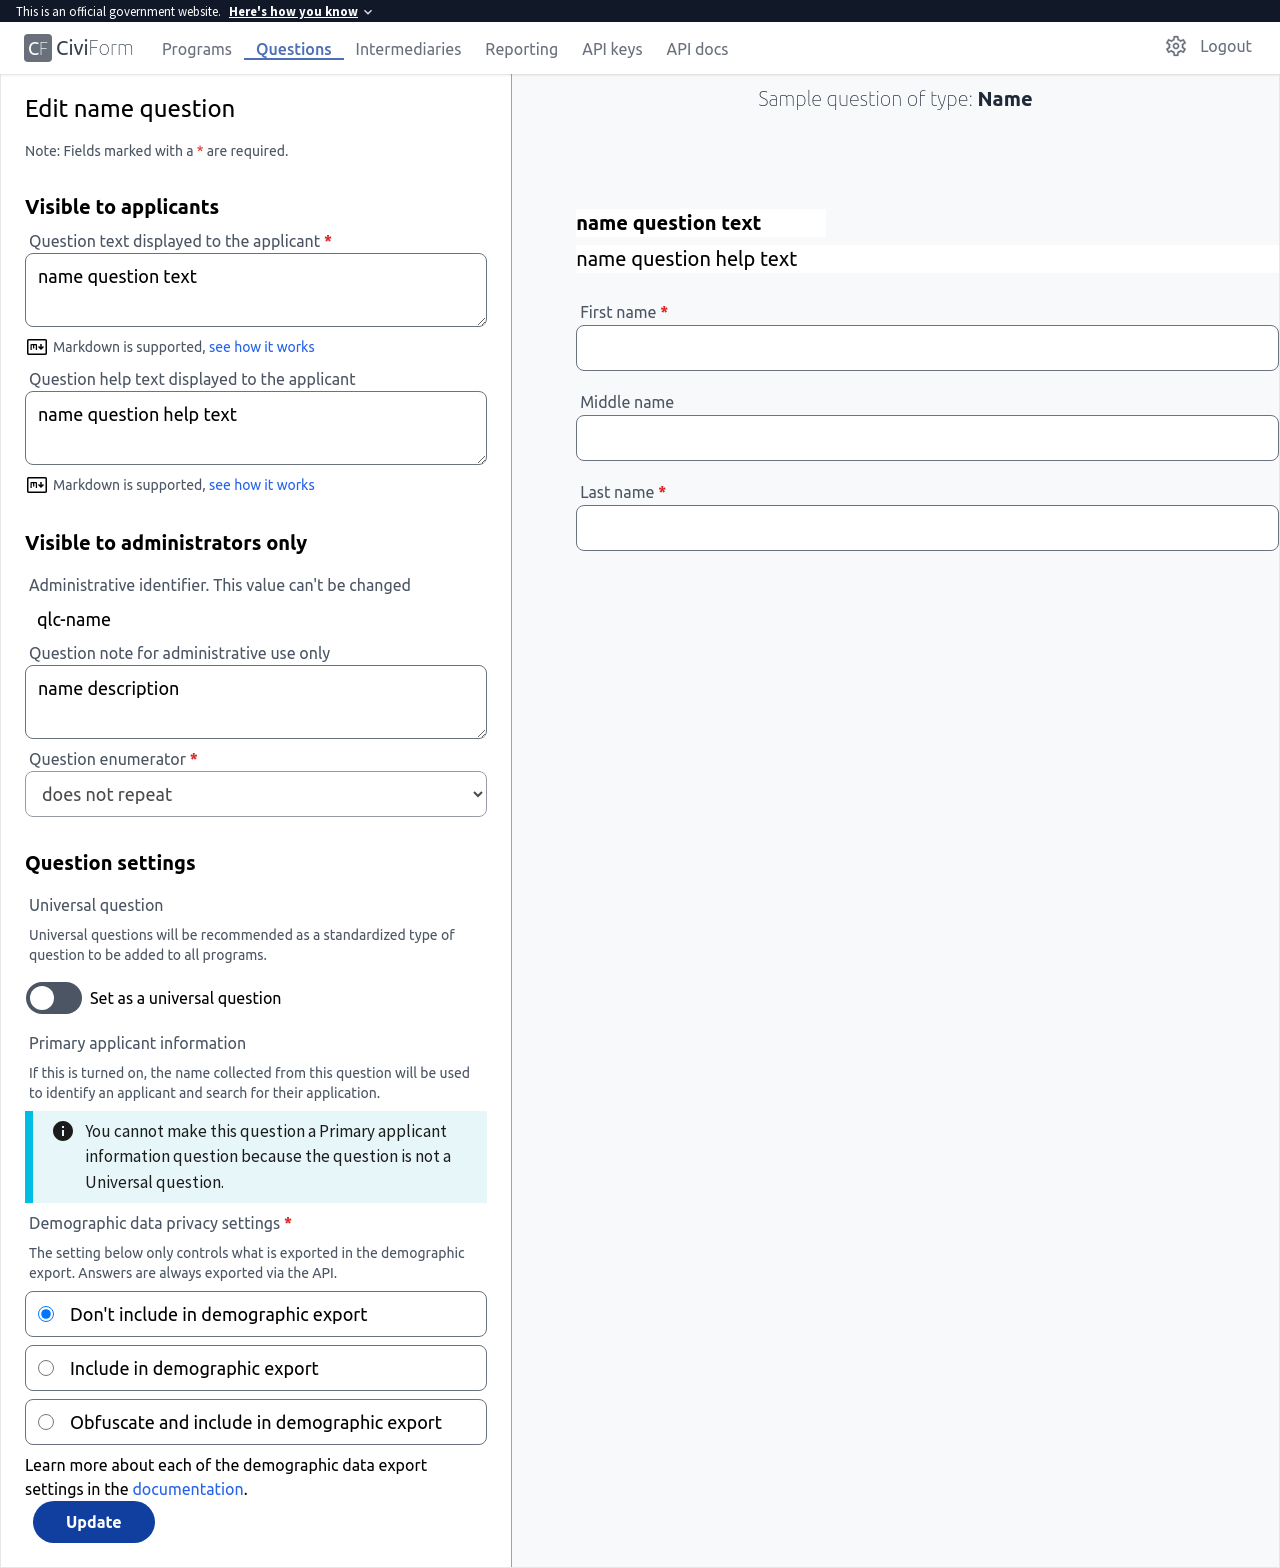 This is an official government website. Here's how you know
CF CiviForm Programs Questions Intermediaries Reporting API keys API docs Logout
Edit name question
Note: Fields marked with a * are required.
Visible to applicants
Question text displayed to the applicant *
name question text
Markdown is supported, see how it works
Question help text displayed to the applicant
name question help text
Markdown is supported, see how it works
Visible to administrators only
Administrative identifier. This value can't be changed
qlc-name
Question note for administrative use only
name description
Question enumerator *
does not repeat
Question settings
Universal question
Universal questions will be recommended as a standardized type of
question to be added to all programs.
Set as a universal question
Primary applicant information
If this is turned on, the name collected from this question will be used
to identify an applicant and search for their application.
You cannot make this question a Primary applicant
information question because the question is not a
Universal question.
Demographic data privacy settings *
The setting below only controls what is exported in the demographic
export. Answers are always exported via the API.
Don't include in demographic export
Include in demographic export
Obfuscate and include in demographic export
Learn more about each of the demographic data export
settings in the documentation.
Update
Sample question of type: Name
name question text
name question help text
First name *
Middle name
Last name *